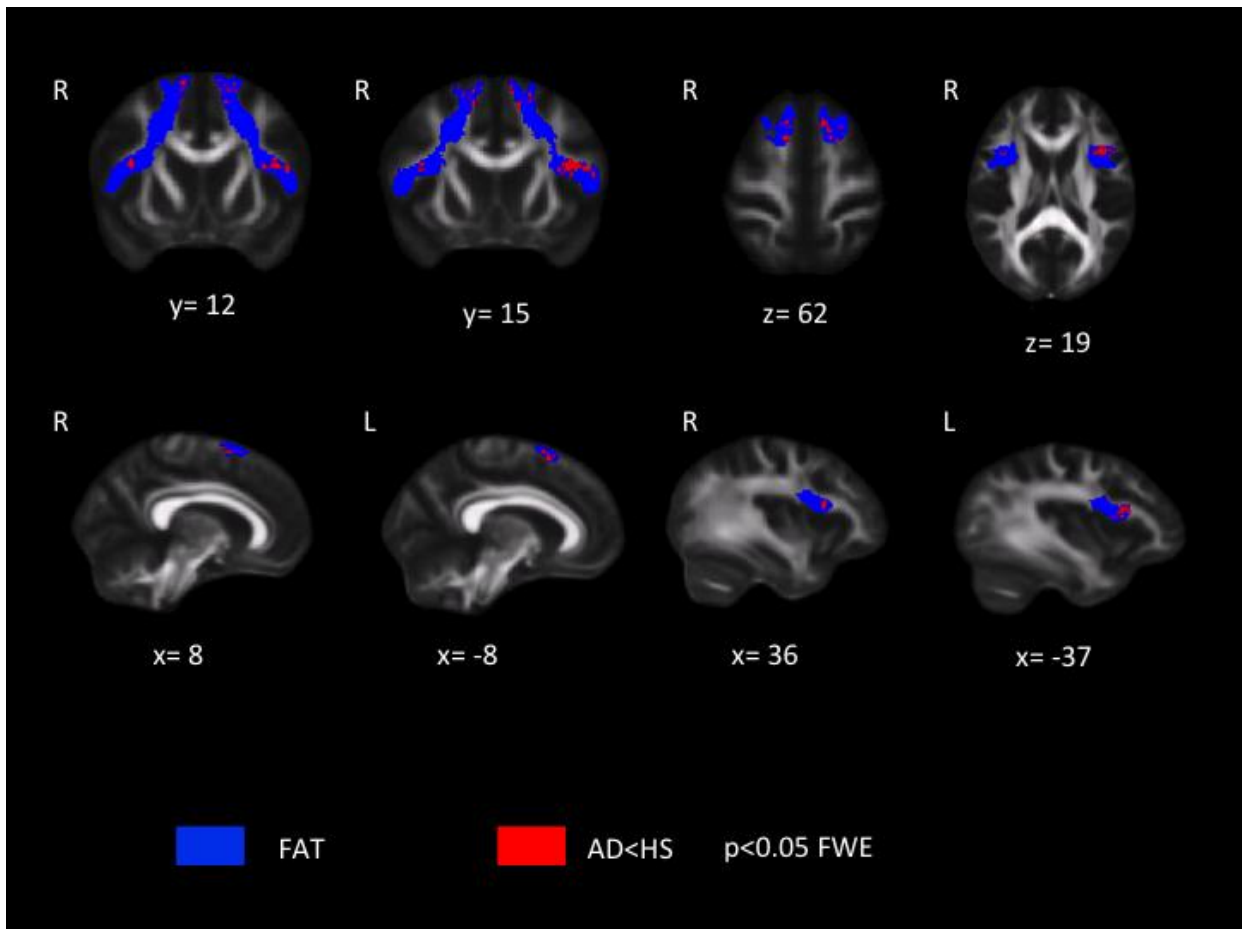 R R R R
y= 12 y= 15 z= 62 z= 19
R L R L
x= 8 x= -8 x= 36 x= -37
FAT AD<HS p<0.05 FWE